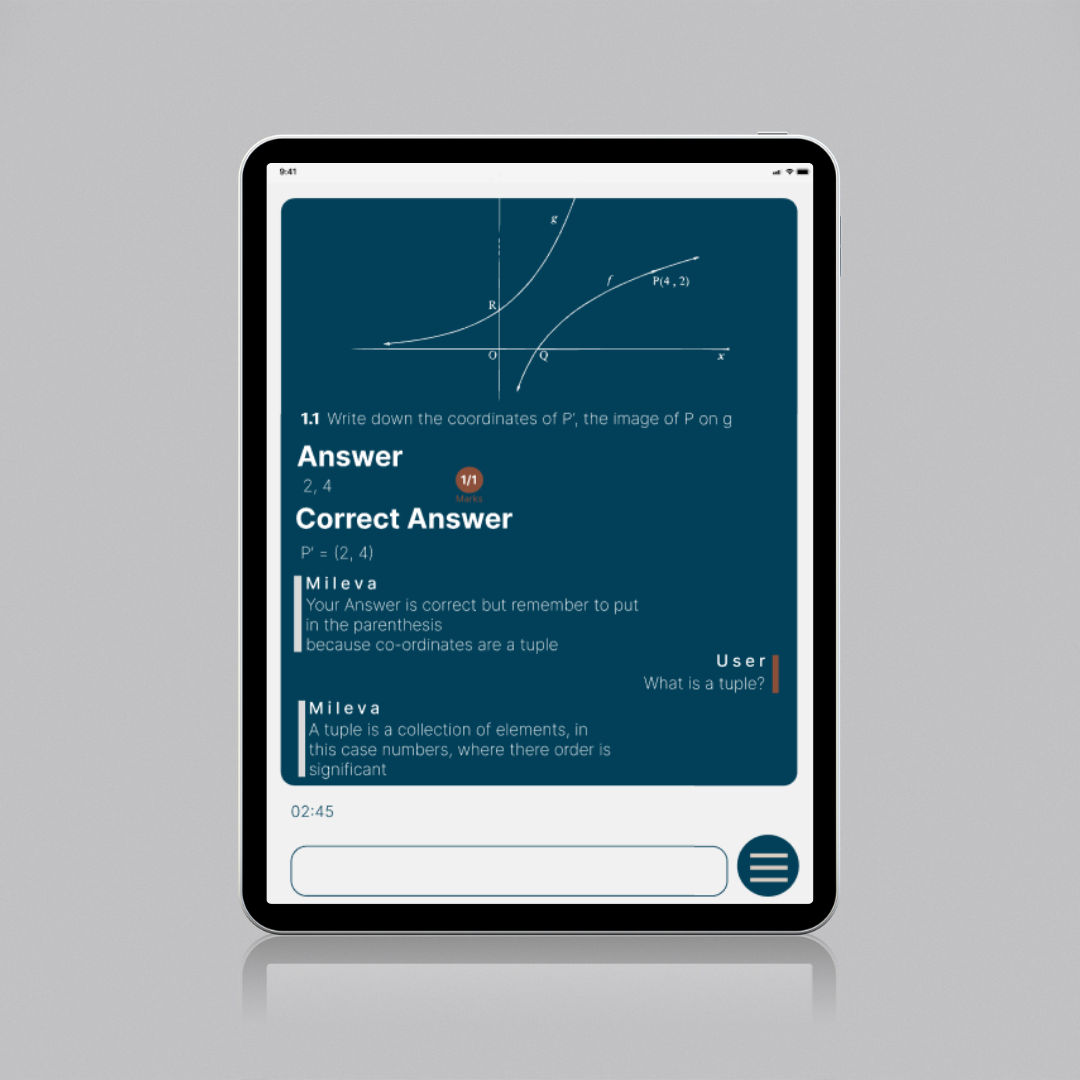 9:41
g
f
P(4 , 2)
R
O
Q
x
1.1 Write down the coordinates of P', the image of P on g
Answer
2, 4
1/1
Marks
Correct Answer
P' = (2, 4)
Mileva
Your Answer is correct but remember to put
in the parenthesis
because co-ordinates are a tuple
User
What is a tuple?
Mileva
A tuple is a collection of elements, in
this case numbers, where there order is
significant
02:45